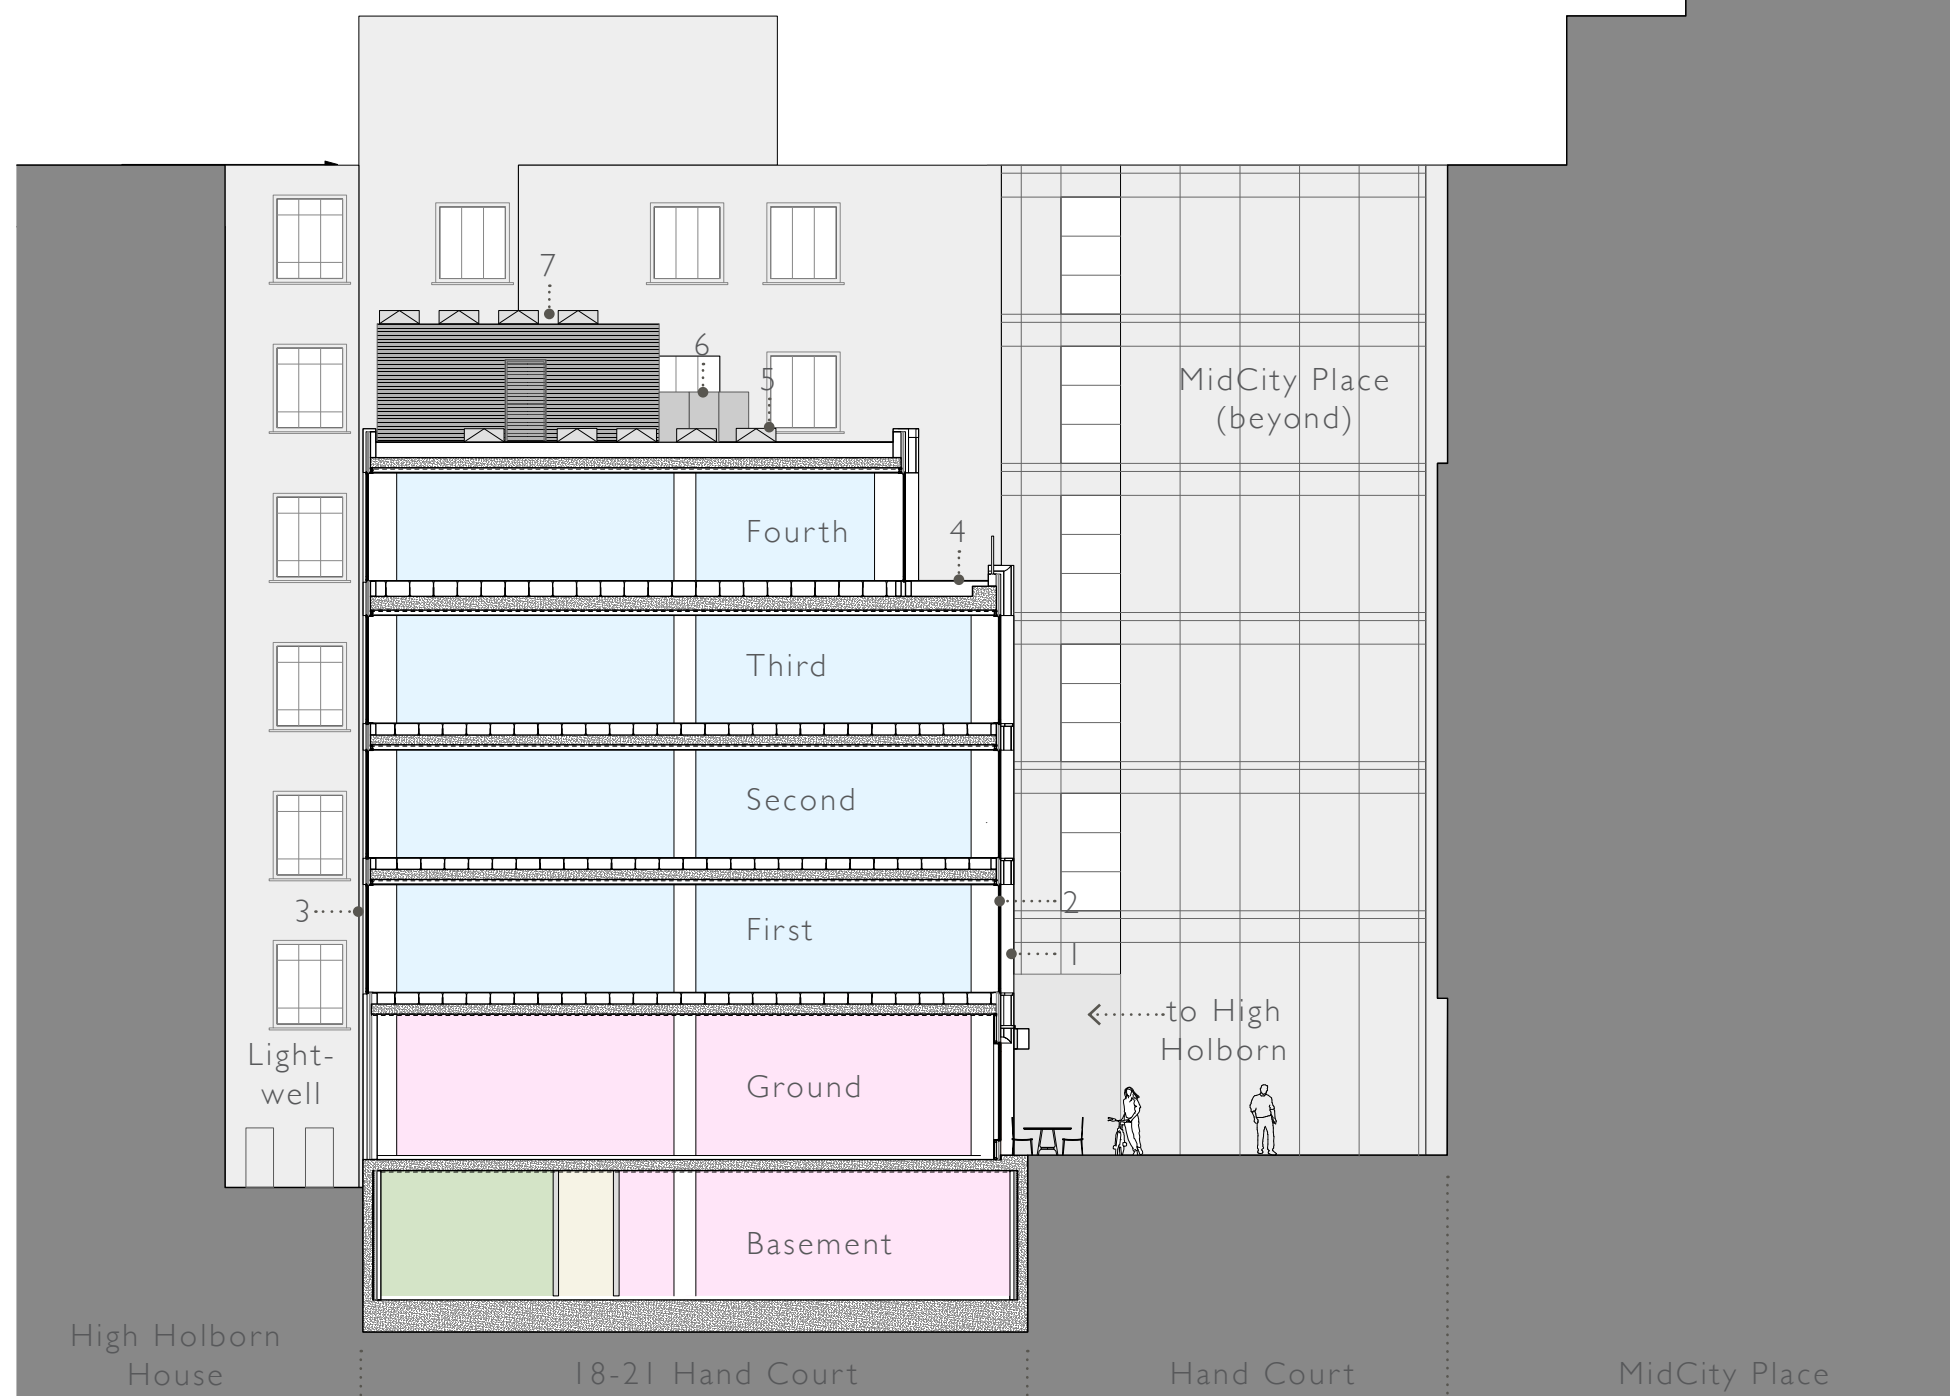 7
6
5
MidCity Place
(beyond)
Fourth
4
Third
Second
3
First
2
1
to High
Holborn
Light-
well
Ground
Basement
High Holborn
House
18-21 Hand Court
Hand Court
MidCity Place